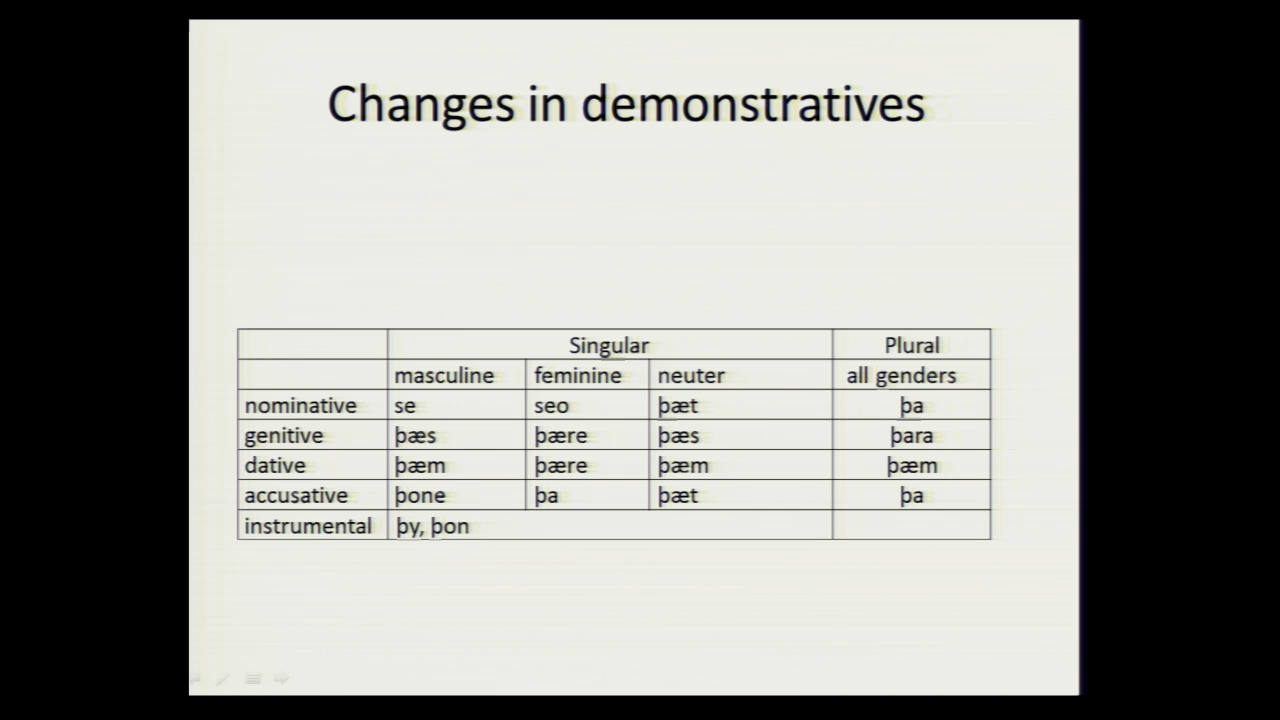 Changes in demonstratives
Singular Plural
masculine feminine neuter all genders
nominative se seo þæt þa
genitive þæs þære þæs þara
dative þæm þære þæm þæm
accusative þone þa þæt þa
instrumental þy, þon